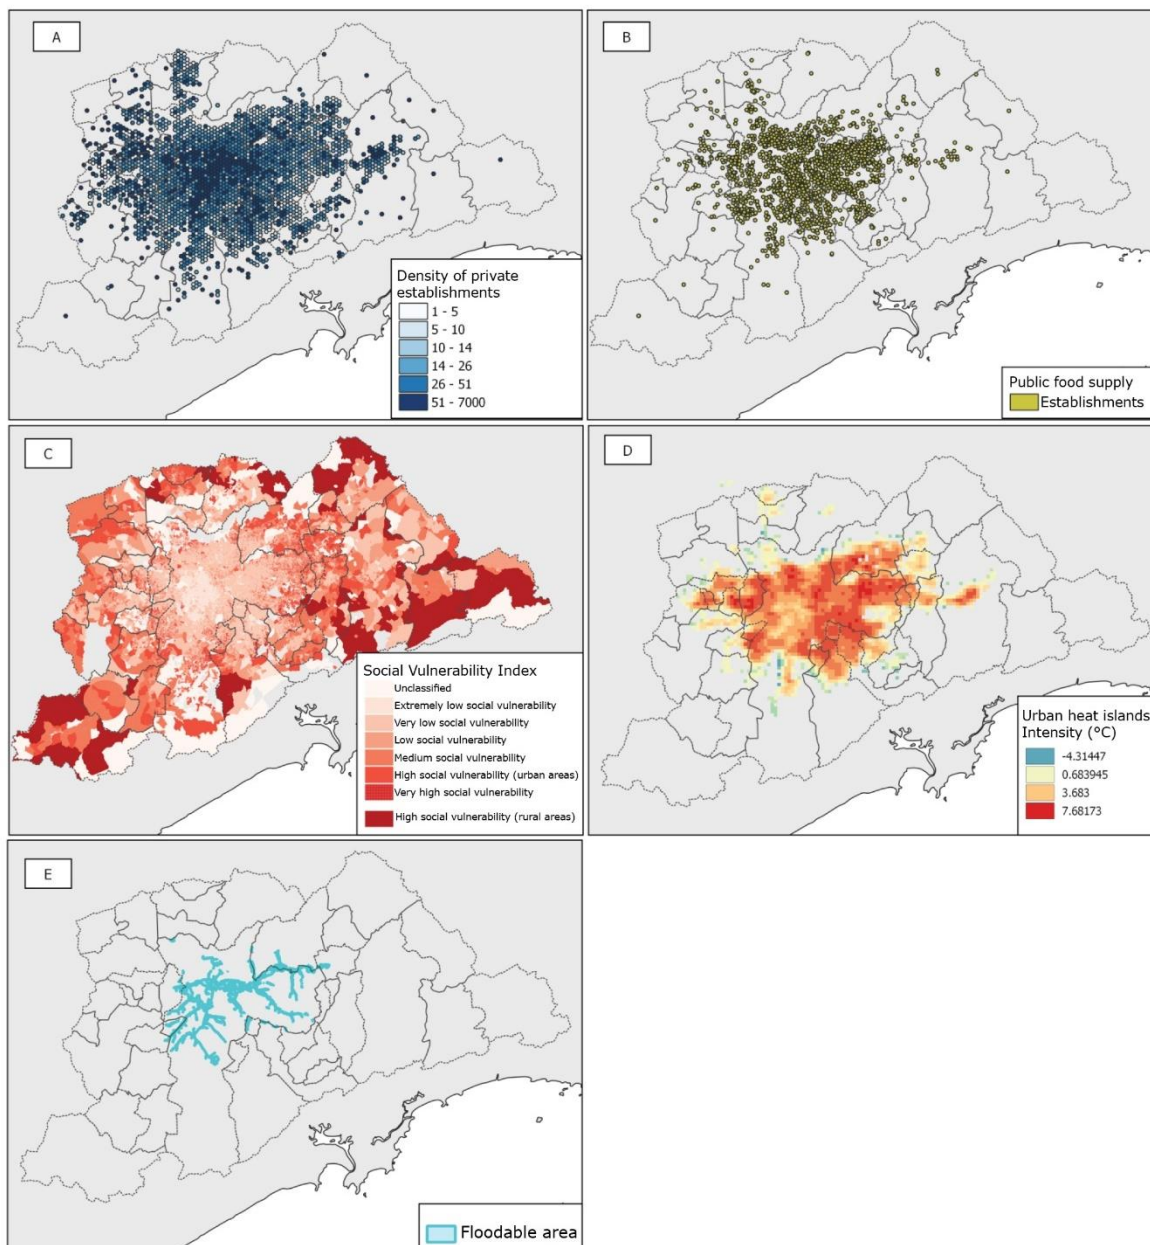 A
Density of private
establishments
1 - 5
5 - 10
10 - 14
14 - 26
26 - 51
51 - 7000
B
Public food supply
Establishments
C
Social Vulnerability Index
Unclassified
Extremely low social vulnerability
Very low social vulnerability
Low social vulnerability
Medium social vulnerability
High social vulnerability (urban areas)
Very high social vulnerability
High social vulnerability (rural areas)
D
Urban heat islands
Intensity (°C)
-4.31447
0.683945
3.683
7.68173
E
Floodable area